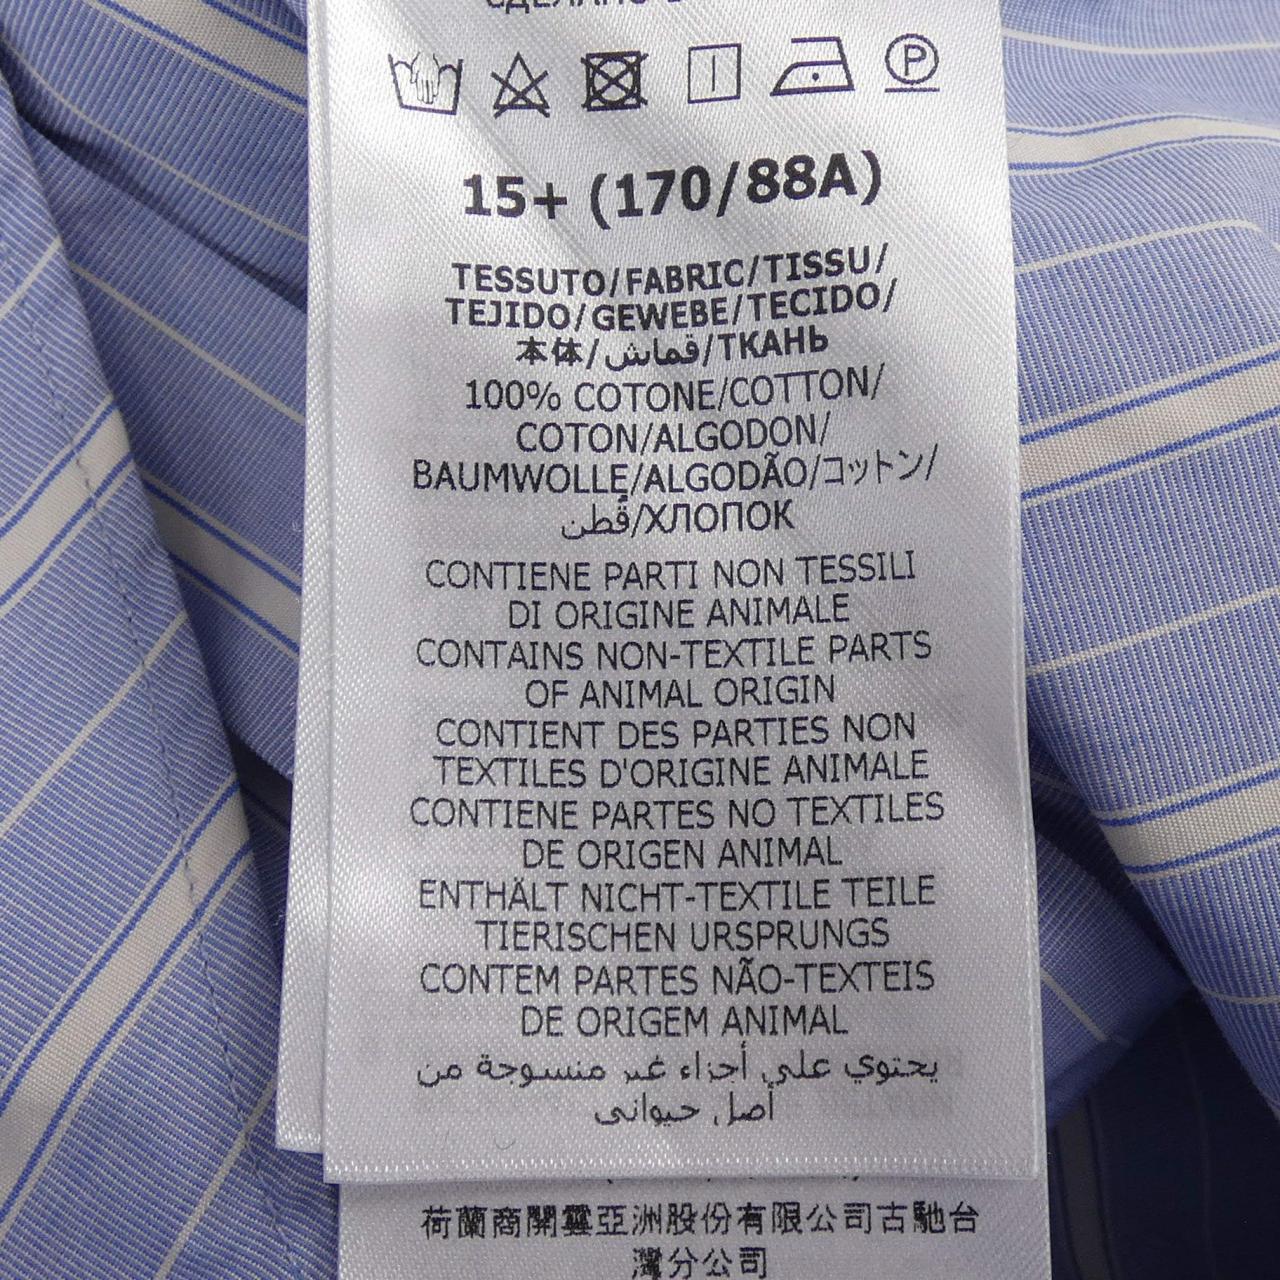 15+ (170/88A)
TESSUTO/FABRIC/TISSU/
TEJIDO/GEWEBE/TECIDO/
本体/قماش/ТКАНЬ
100% COTONE/COTTON/
COTON/ALGODON/
BAUMWOLLE/ALGODÃO/コットン/
قطن/ХЛОПОК
CONTIENE PARTI NON TESSILI
DI ORIGINE ANIMALE
CONTAINS NON-TEXTILE PARTS
OF ANIMAL ORIGIN
CONTIENT DES PARTIES NON
TEXTILES D'ORIGINE ANIMALE
CONTIENE PARTES NO TEXTILES
DE ORIGEN ANIMAL
ENTHÄLT NICHT-TEXTILE TEILE
TIERISCHEN URSPRUNGS
CONTEM PARTES NÃO-TEXTEIS
DE ORIGEM ANIMAL
يحتوي على أجزاء غير منسوجة من
أصل حيواني
荷蘭商開雲亞洲股份有限公司古馳台
灣分公司